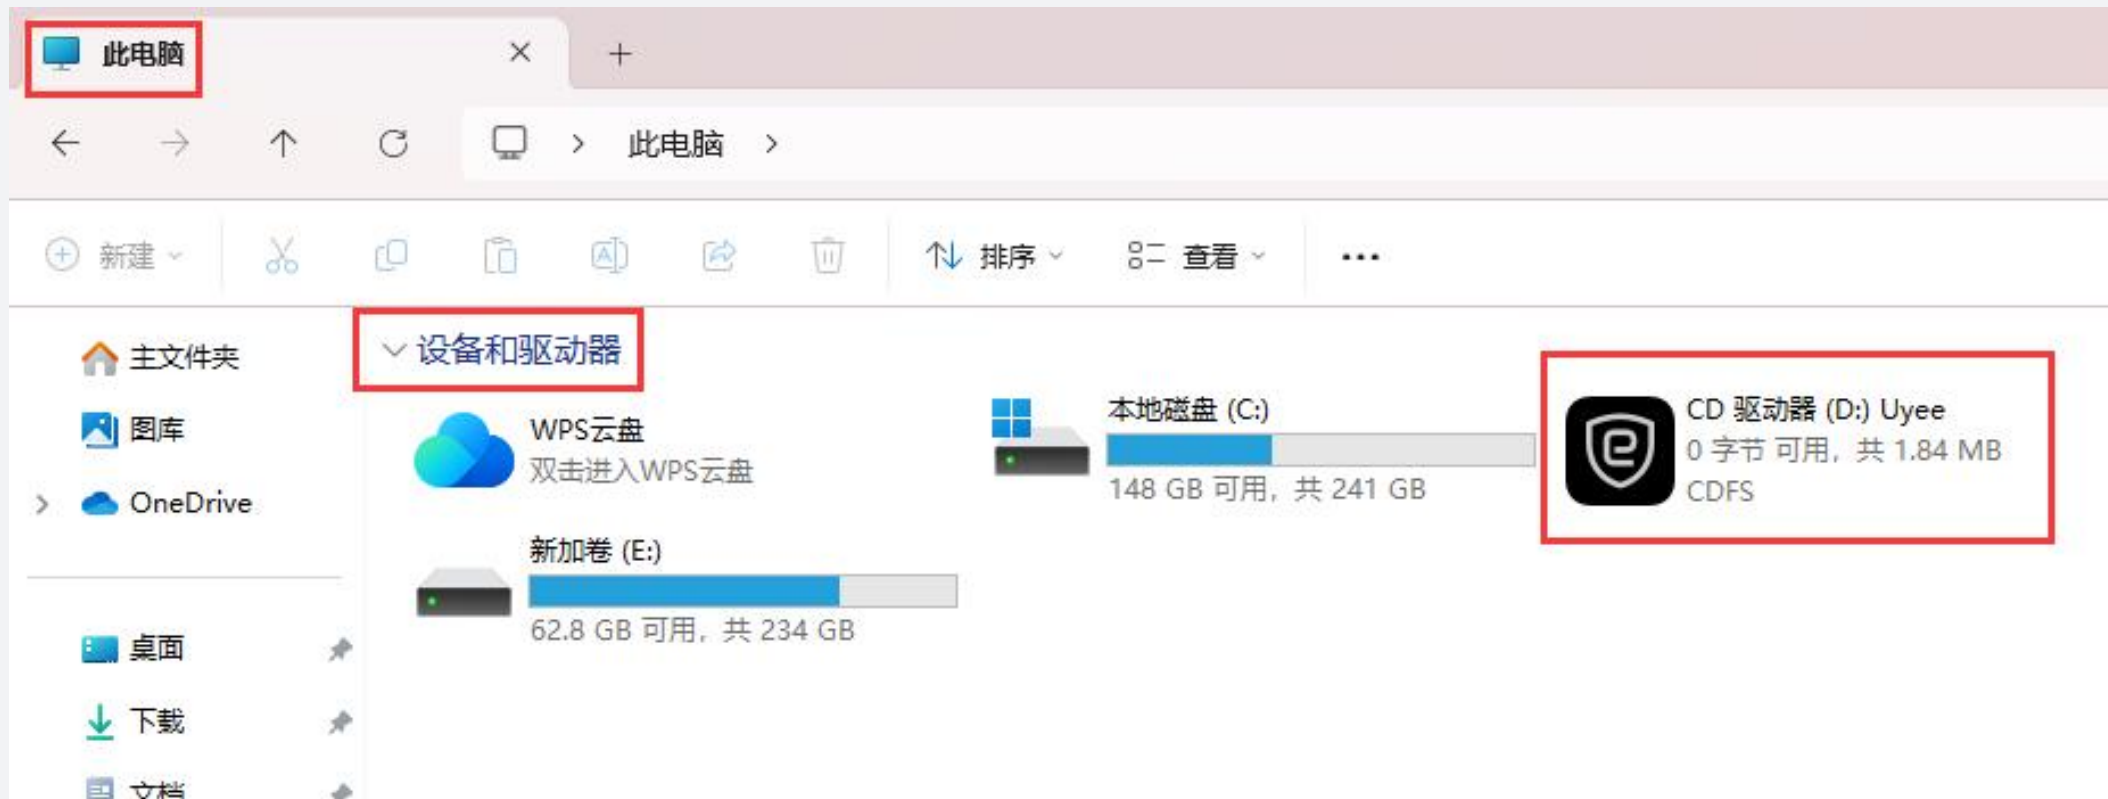 此电脑
此电脑
新建
排序
查看
主文件夹
图库
OneDrive
桌面
下载
文档
设备和驱动器
WPS云盘
双击进入WPS云盘
本地磁盘 (C:)
148 GB 可用，共 241 GB
CD 驱动器 (D:) Uyee
0 字节 可用，共 1.84 MB
CDFS
新加卷 (E:)
62.8 GB 可用，共 234 GB